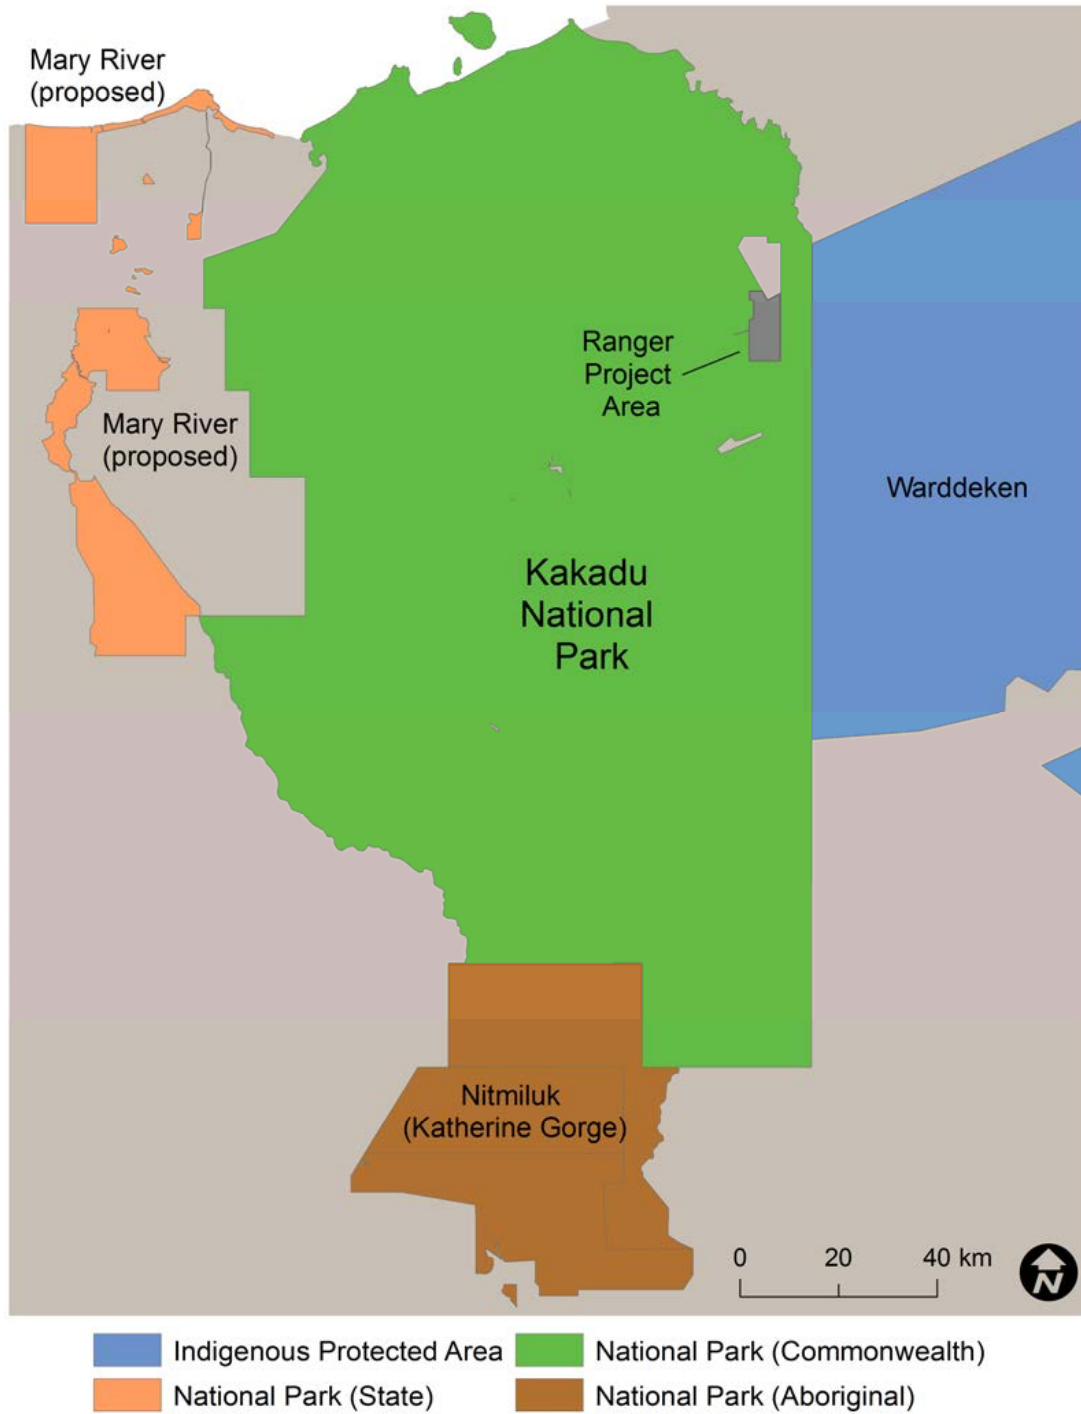 Mary River
(proposed)
Ranger
Project
Area
Mary River
(proposed)
Warddeken
Kakadu
National
Park
Nitmiluk
(Katherine Gorge)
0 20 40 km
N
Indigenous Protected Area
National Park (Commonwealth)
National Park (State)
National Park (Aboriginal)